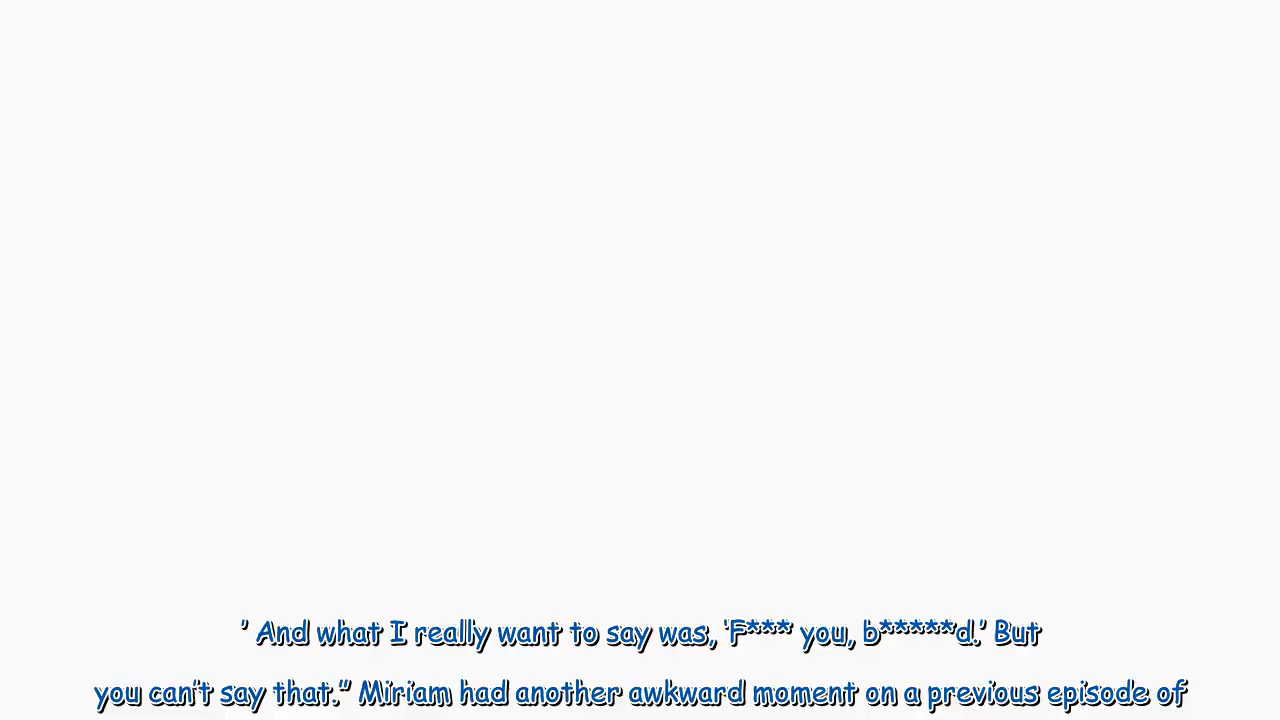 ’ And what I really want to say was, ‘F*** you, b*****d.’ But
you can’t say that.” Miriam had another awkward moment on a previous episode of